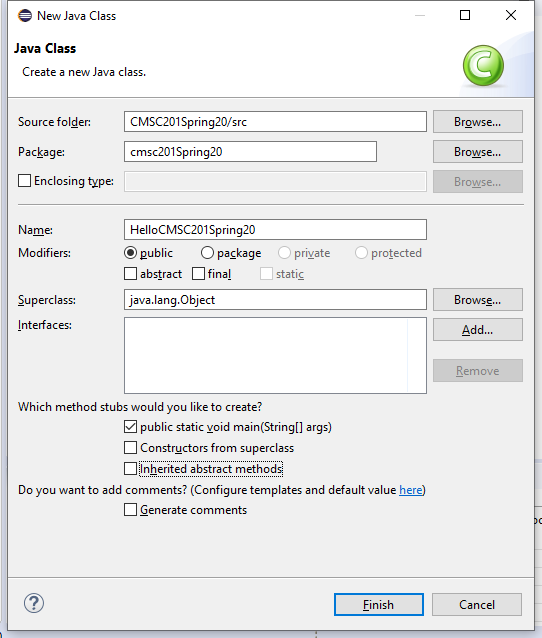 New Java Class
Java Class
Create a new Java class.
Source folder: CMSC201Spring20/src Browse...
Package: cmsc201Spring20 Browse...
Enclosing type: Browse...
Name: HelloCMSC201Spring20
Modifiers: public package private protected
abstract final static
Superclass: java.lang.Object Browse...
Interfaces: Add...
Remove
Which method stubs would you like to create?
public static void main(String[] args)
Constructors from superclass
Inherited abstract methods
Do you want to add comments? (Configure templates and default value here)
Generate comments
? Finish Cancel